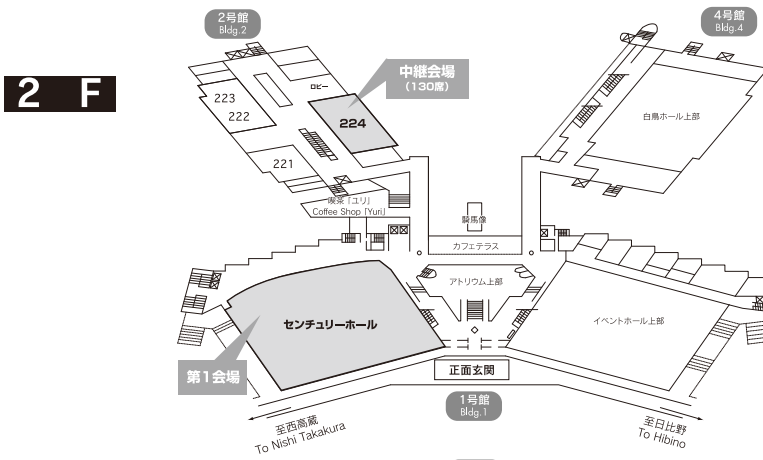 2号館
Bldg.2
4号館
Bldg.4
2 F
中継会場
（130席）
ロビー
223
222
224
221
白鳥ホール上部
喫茶「ユリ」
Coffee Shop「Yuri」
騎馬像
カフェテラス
アトリウム上部
センチュリーホール
イベントホール上部
第1会場
正面玄関
1号館
Bldg.1
至西高蔵
To Nishi Takakura
至日比野
To Hibino